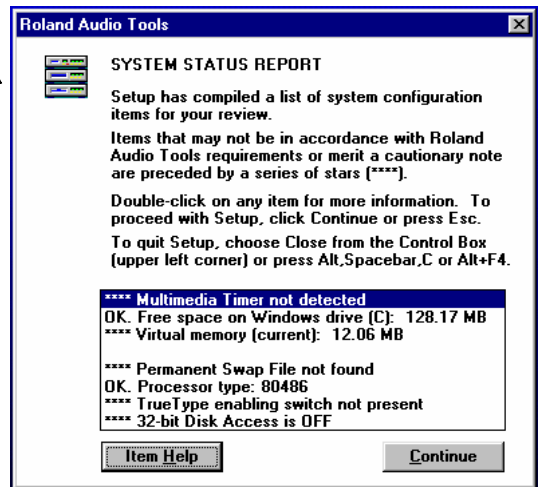 Roland Audio Tools
SYSTEM STATUS REPORT
Setup has compiled a list of system configuration
items for your review.
Items that may not be in accordance with Roland
Audio Tools requirements or merit a cautionary note
are preceded by a series of stars (****).
Double-click on any item for more information. To
proceed with Setup, click Continue or press Esc.
To quit Setup, choose Close from the Control Box
(upper left corner) or press Alt,Spacebar,C or Alt+F4.
**** Multimedia Timer not detected
OK. Free space on Windows drive (C): 128.17 MB
**** Virtual memory (current): 12.06 MB
**** Permanent Swap File not found
OK. Processor type: 80486
**** TrueType enabling switch not present
**** 32-bit Disk Access is OFF
Item Help
Continue